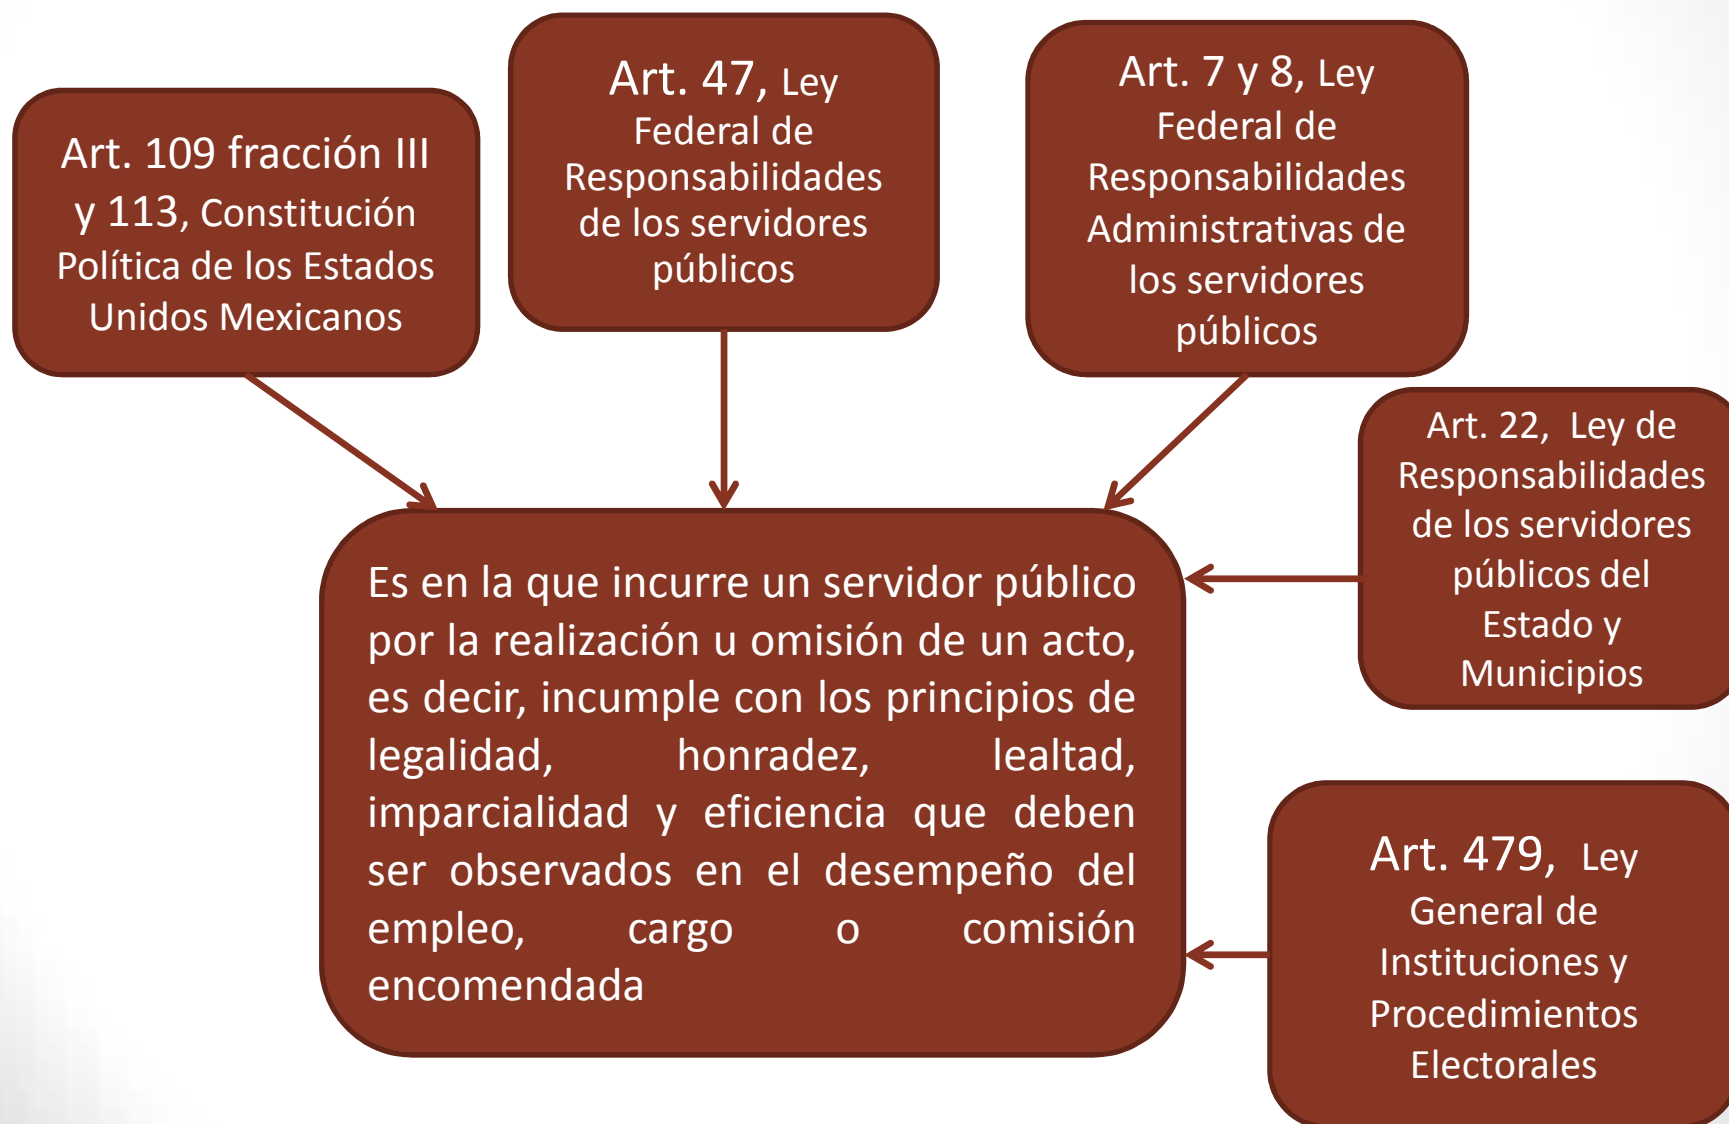 Art. 109 fracción III
y 113, Constitución
Política de los Estados
Unidos Mexicanos
Art. 47, Ley
Federal de
Responsabilidades
de los servidores
públicos
Art. 7 y 8, Ley
Federal de
Responsabilidades
Administrativas de
los servidores
públicos
Art. 22, Ley de
Responsabilidades
de los servidores
públicos del
Estado y
Municipios
Es en la que incurre un servidor público
por la realización u omisión de un acto,
es decir, incumple con los principios de
legalidad, honradez, lealtad,
imparcialidad y eficiencia que deben
ser observados en el desempeño del
empleo, cargo o comisión
encomendada
Art. 479, Ley
General de
Instituciones y
Procedimientos
Electorales